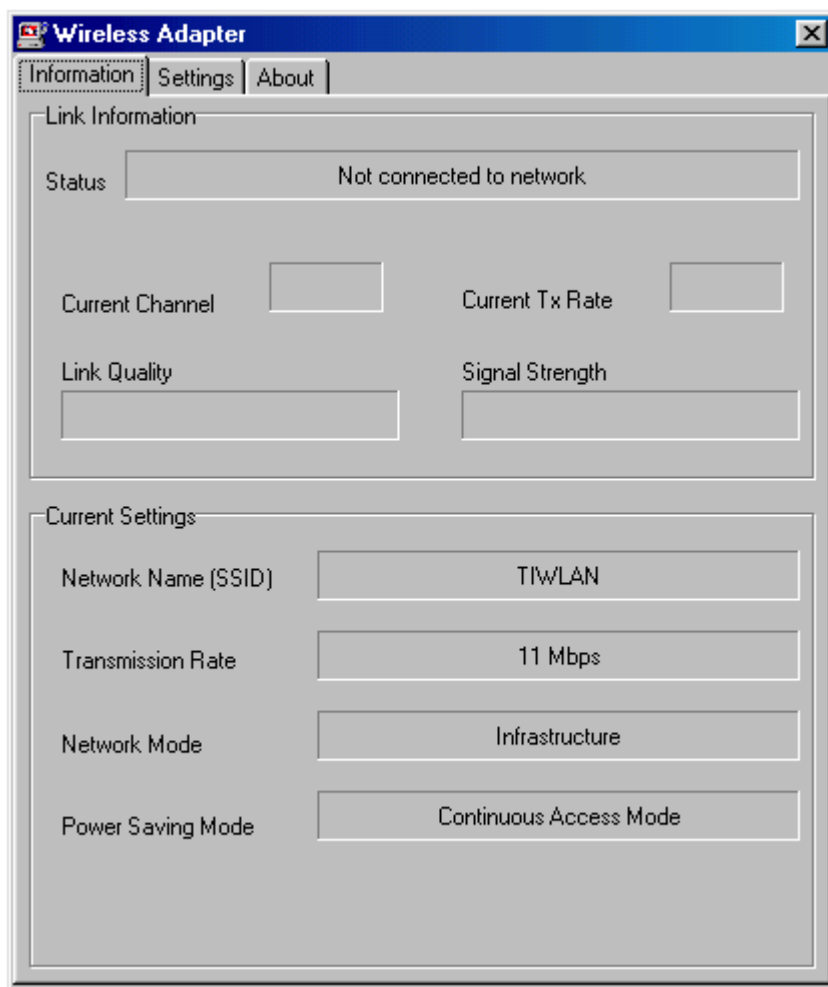 Wireless Adapter
Information Settings About
Link Information
Status Not connected to network
Current Channel Current Tx Rate
Link Quality Signal Strength
Current Settings
Network Name (SSID) TIWLAN
Transmission Rate 11 Mbps
Network Mode Infrastructure
Power Saving Mode Continuous Access Mode